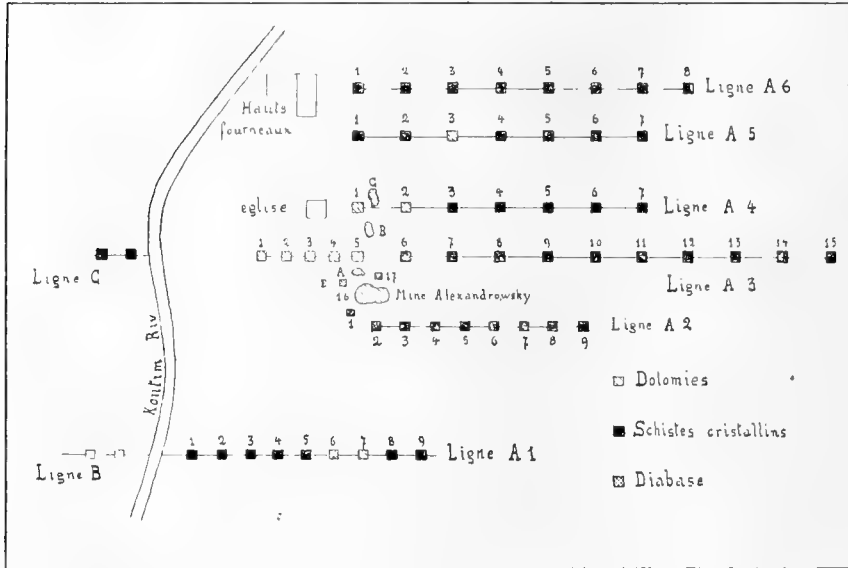 1 2 3 4 5 6 7 8
Ligne A 6
Hauts
fourneaux
1 2 3 4 5 6 7
Ligne A 5
1 C 2 3 4 5 6 7
Ligne A 4
eglise
B
1 2 3 4 5 6 7 8 9 10 11 12 13 14 15
Ligne A 3
Ligne C
A 17
E
16 Mine Alexandrowsky
1
Ligne A 2
2 3 4 5 6 7 8 9
Koutim Riv
Dolomies
1 2 3 4 5 6 7 8 9
Ligne A 1
Schistes cristallins
Ligne B
Diabase